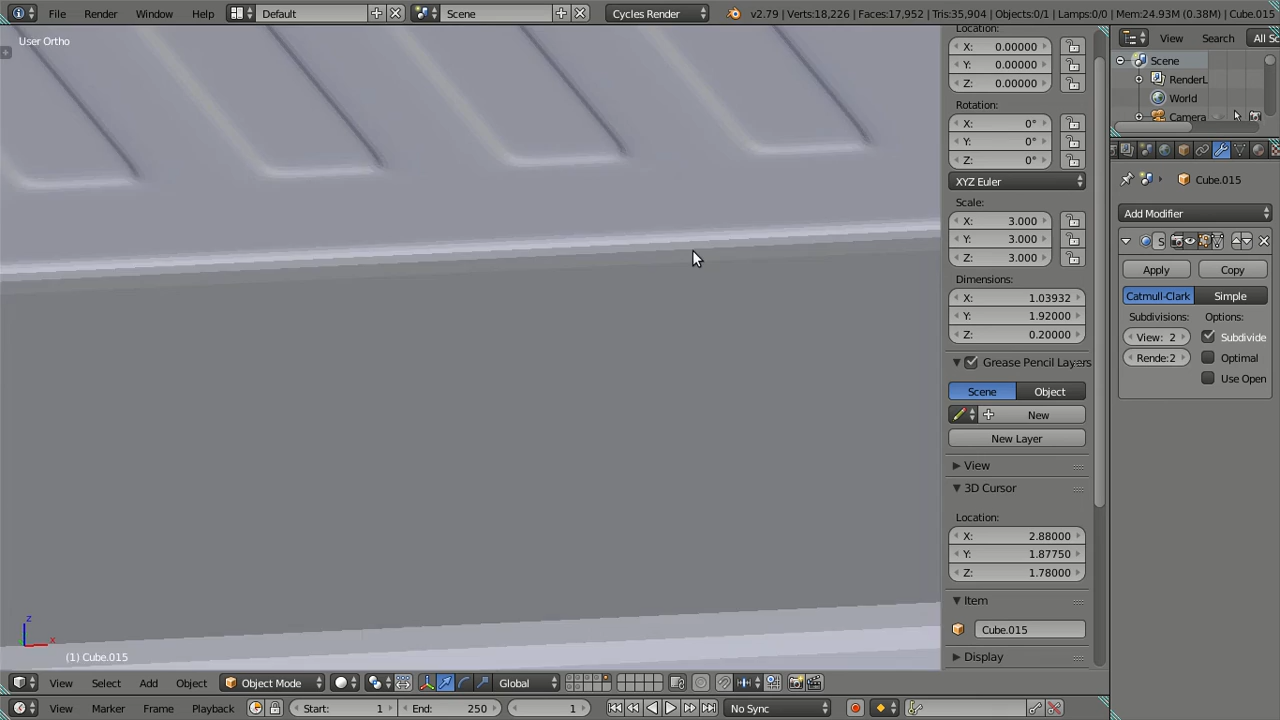 File Render Window Help Default Scene Cycles Render v2.79 | Verts:18,226 | Faces:17,952 | Tris:35,904 | Objects:0/1 | Lamps:0/0 | Mem:24.93M (0.38M) | Cube.015
User Ortho
Location:
X: 0.00000
Y: 0.00000
Z: 0.00000
Rotation:
X: 0°
Y: 0°
Z: 0°
XYZ Euler
Scale:
X: 3.000
Y: 3.000
Z: 3.000
Dimensions:
X: 1.03932
Y: 1.92000
Z: 0.20000
Grease Pencil Layers
Scene Object
New
New Layer
View
3D Cursor
Location:
X: 2.88000
Y: 1.87750
Z: 1.78000
Item
Cube.015
Display
View Search All Sc
Scene
RenderL
World
Camera
Cube.015
Add Modifier
S
Apply Copy
Catmull-Clark Simple
Subdivisions: Options:
View: 2 Subdivide
Rende:2 Optimal
Use Open
z
x
(1) Cube.015
View Select Add Object Object Mode Global
View Marker Frame Playback Start: 1 End: 250 1 No Sync